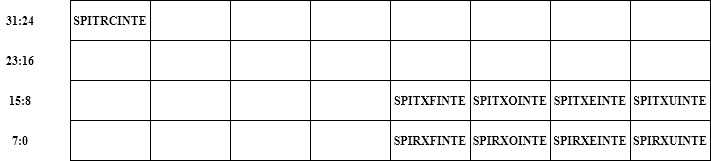 31:24 SPITRCINTE
23:16
15:8 SPITXFINTE SPITXOINTE SPITXEINTE SPITXUINTE
7:0 SPIRXFINTE SPIRXOINTE SPIRXEINTE SPIRXUINTE